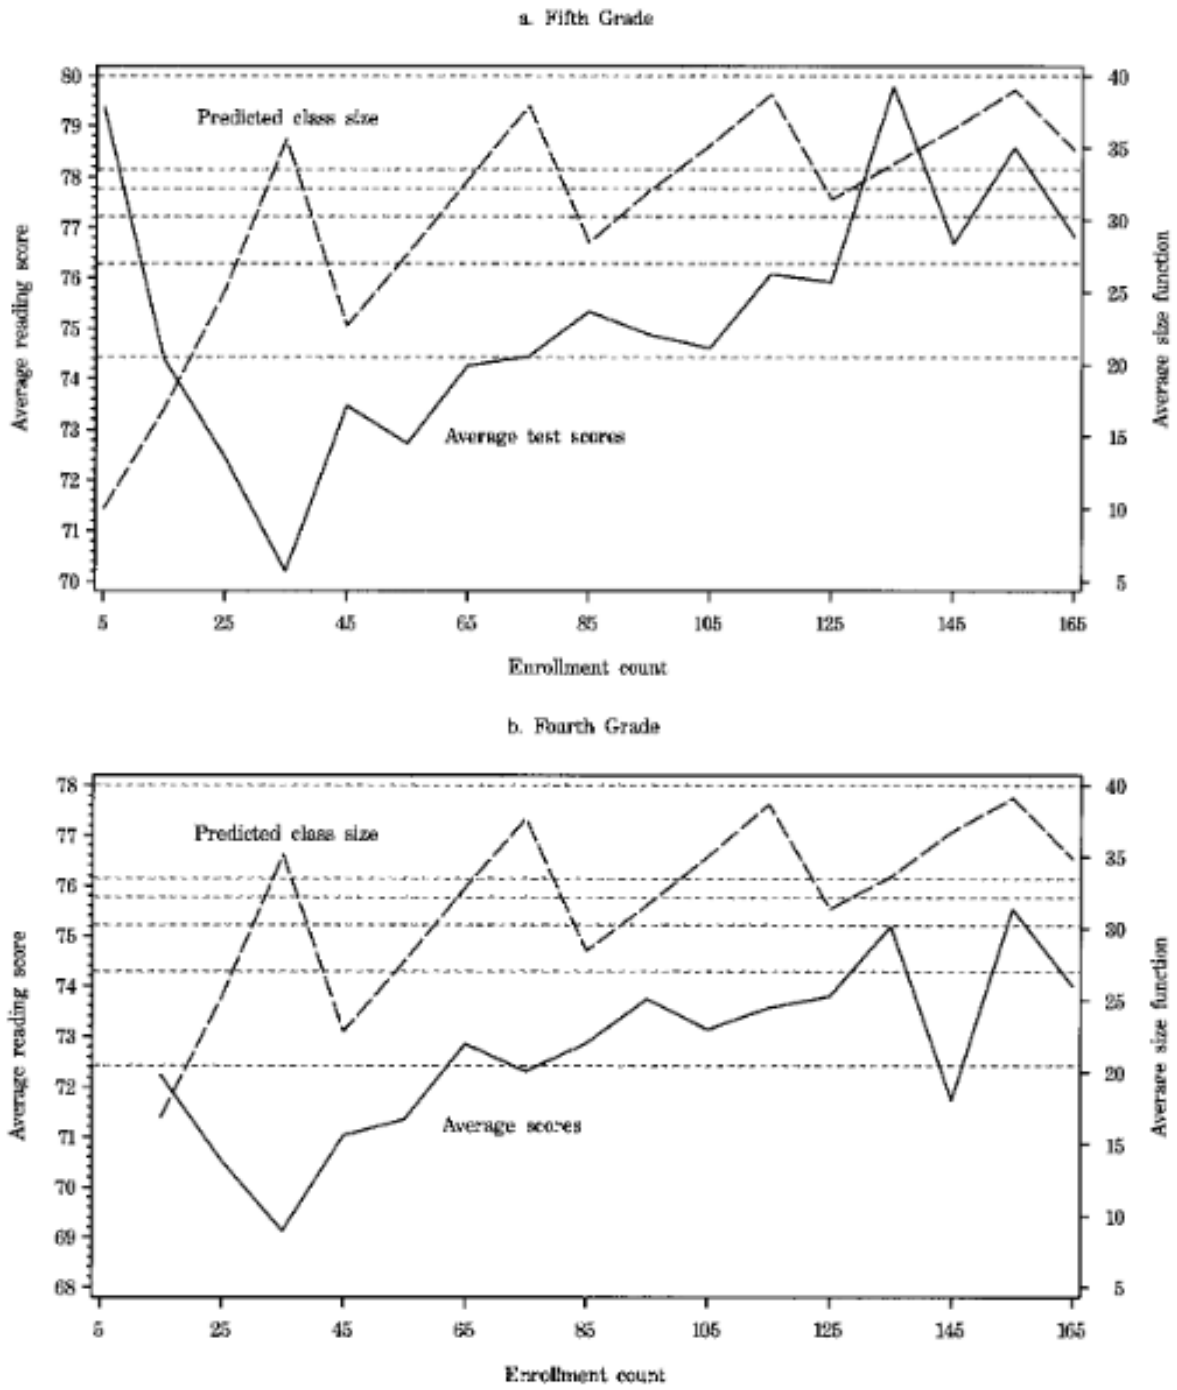 a. Fifth Grade
80
79
78
77
76
75
74
73
72
71
70
Average reading score
Predicted class size
Average test scores
40
35
30
25
20
15
10
5
Average size function
5 25 45 65 85 105 125 145 165
Enrollment count
b. Fourth Grade
78
77
76
75
74
73
72
71
70
69
68
Average reading score
Predicted class size
Average scores
40
35
30
25
20
15
10
5
Average size function
5 25 45 65 85 105 125 145 165
Enrollment count